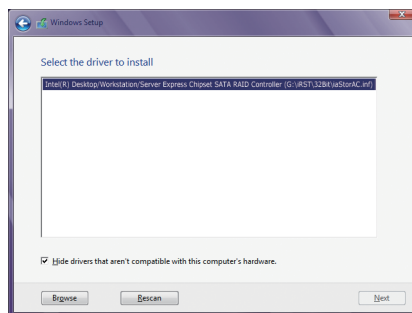 Windows Setup
Select the driver to install
Intel(R) Desktop/Workstation/Server Express Chipset SATA RAID Controller (G:\iRST\32Bit\iaStorAC.inf)
Hide drivers that aren't compatible with this computer's hardware.
Browse
Rescan
Next